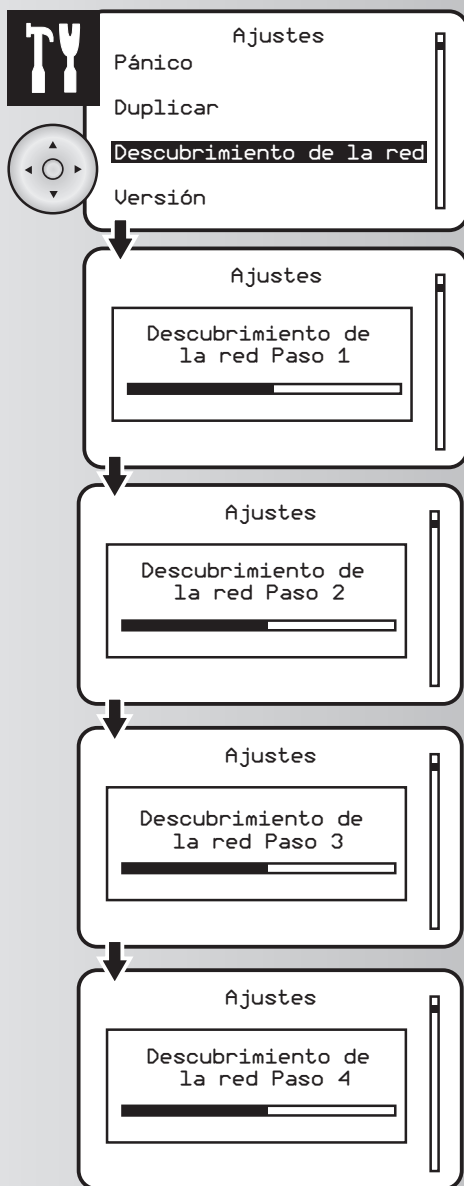 Ajustes
Pánico
Duplicar
Descubrimiento de la red
Versión
Ajustes
Descubrimiento de
la red Paso 1
Ajustes
Descubrimiento de
la red Paso 2
Ajustes
Descubrimiento de
la red Paso 3
Ajustes
Descubrimiento de
la red Paso 4